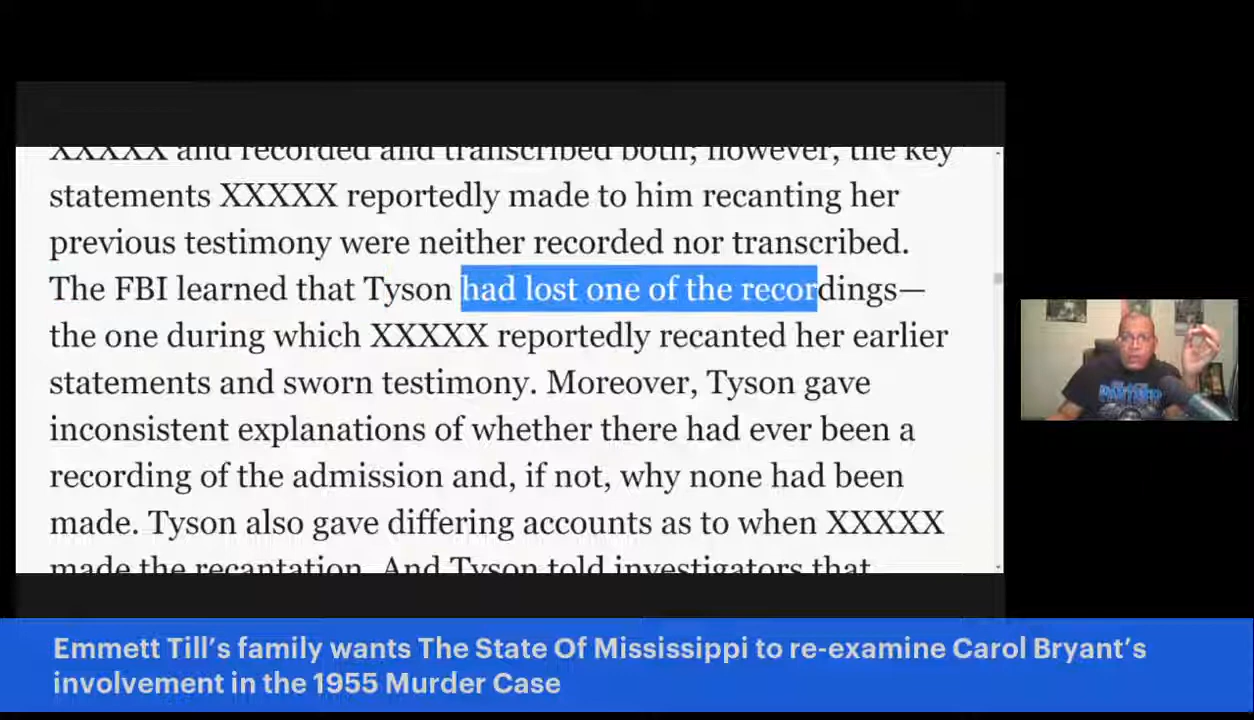 XXXXX and recorded and transcribed both; however, the key
statements XXXXX reportedly made to him recanting her
previous testimony were neither recorded nor transcribed.
The FBI learned that Tyson had lost one of the recordings—
the one during which XXXXX reportedly recanted her earlier
statements and sworn testimony. Moreover, Tyson gave
inconsistent explanations of whether there had ever been a
recording of the admission and, if not, why none had been
made. Tyson also gave differing accounts as to when XXXXX
made the recantation. And Tyson told investigators that
Emmett Till’s family wants The State Of Mississippi to re-examine Carol Bryant’s
involvement in the 1955 Murder Case